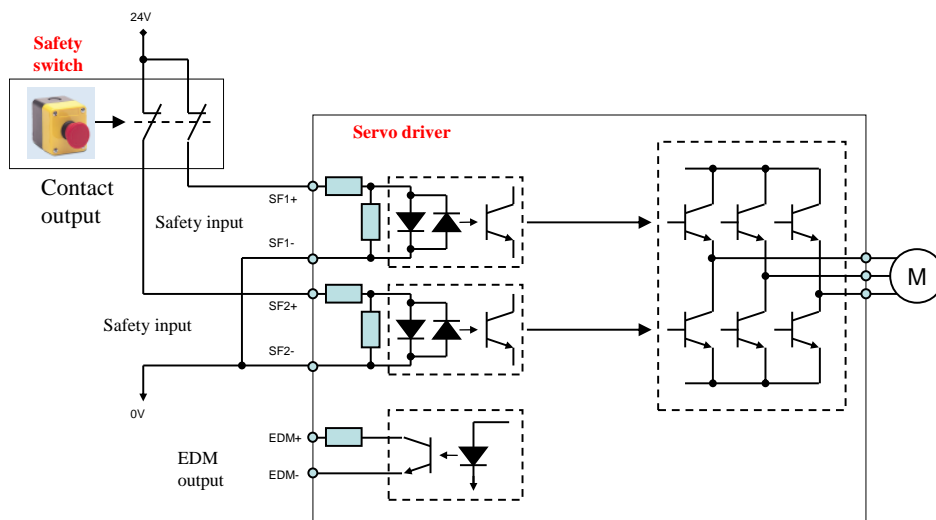 24V
Safety
switch
Servo driver
Contact
output
SF1+
Safety input
SF1-
M
SF2+
Safety input
SF2-
0V
EDM+
EDM
output
EDM-